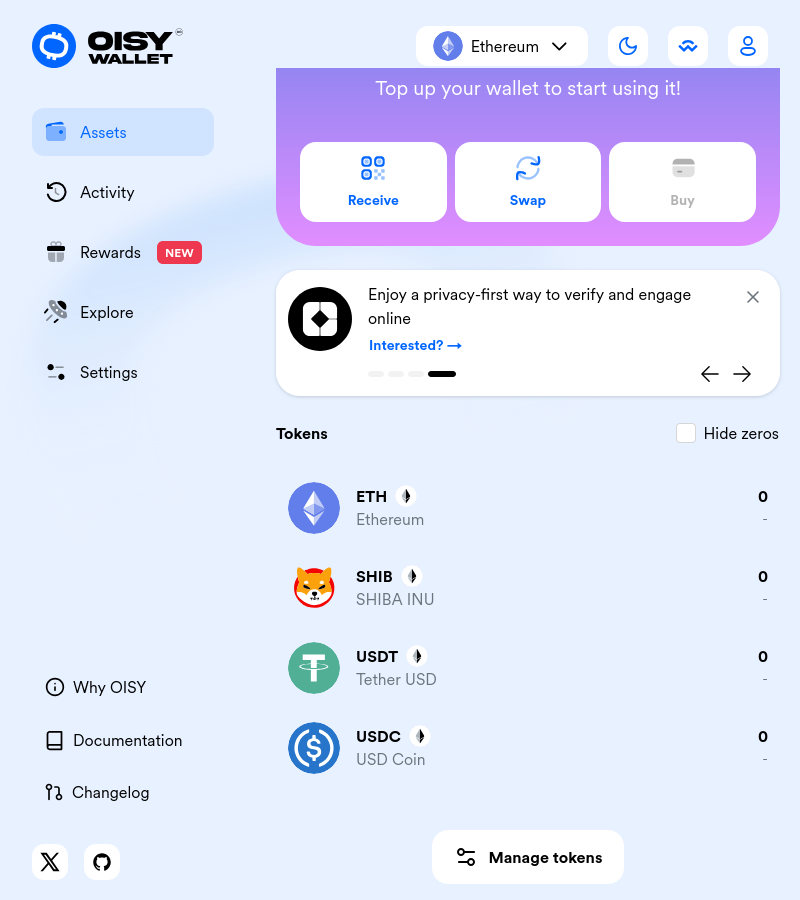 OISY
WALLET
Ethereum
Top up your wallet to start using it!
Assets
Activity
Receive
Swap
Buy
Rewards
NEW
Enjoy a privacy-first way to verify and engage
online
Interested? →
Explore
Settings
Tokens
Hide zeros
ETH
0
Ethereum
-
SHIB
0
SHIBA INU
-
USDT
0
Tether USD
-
USDC
0
USD Coin
-
Why OISY
Documentation
Changelog
Manage tokens